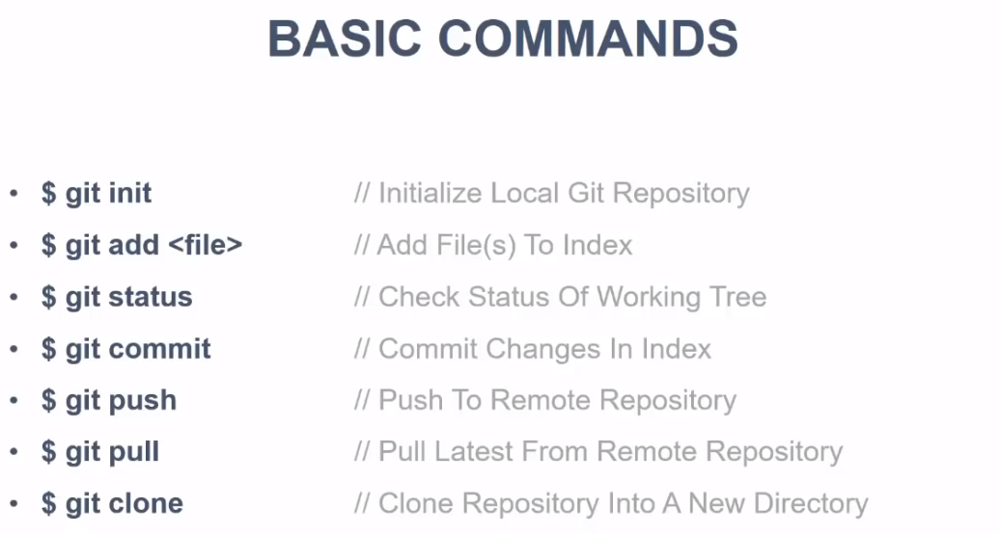 BASIC COMMANDS
• $ git init // Initialize Local Git Repository
• $ git add <file> // Add File(s) To Index
• $ git status // Check Status Of Working Tree
• $ git commit // Commit Changes In Index
• $ git push // Push To Remote Repository
• $ git pull // Pull Latest From Remote Repository
• $ git clone // Clone Repository Into A New Directory